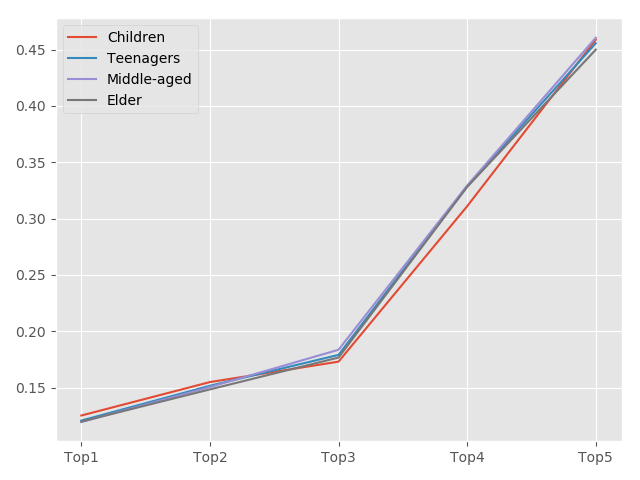 Children
Teenagers
Middle-aged
Elder
0.45
0.40
0.35
0.30
0.25
0.20
0.15
Top1 Top2 Top3 Top4 Top5